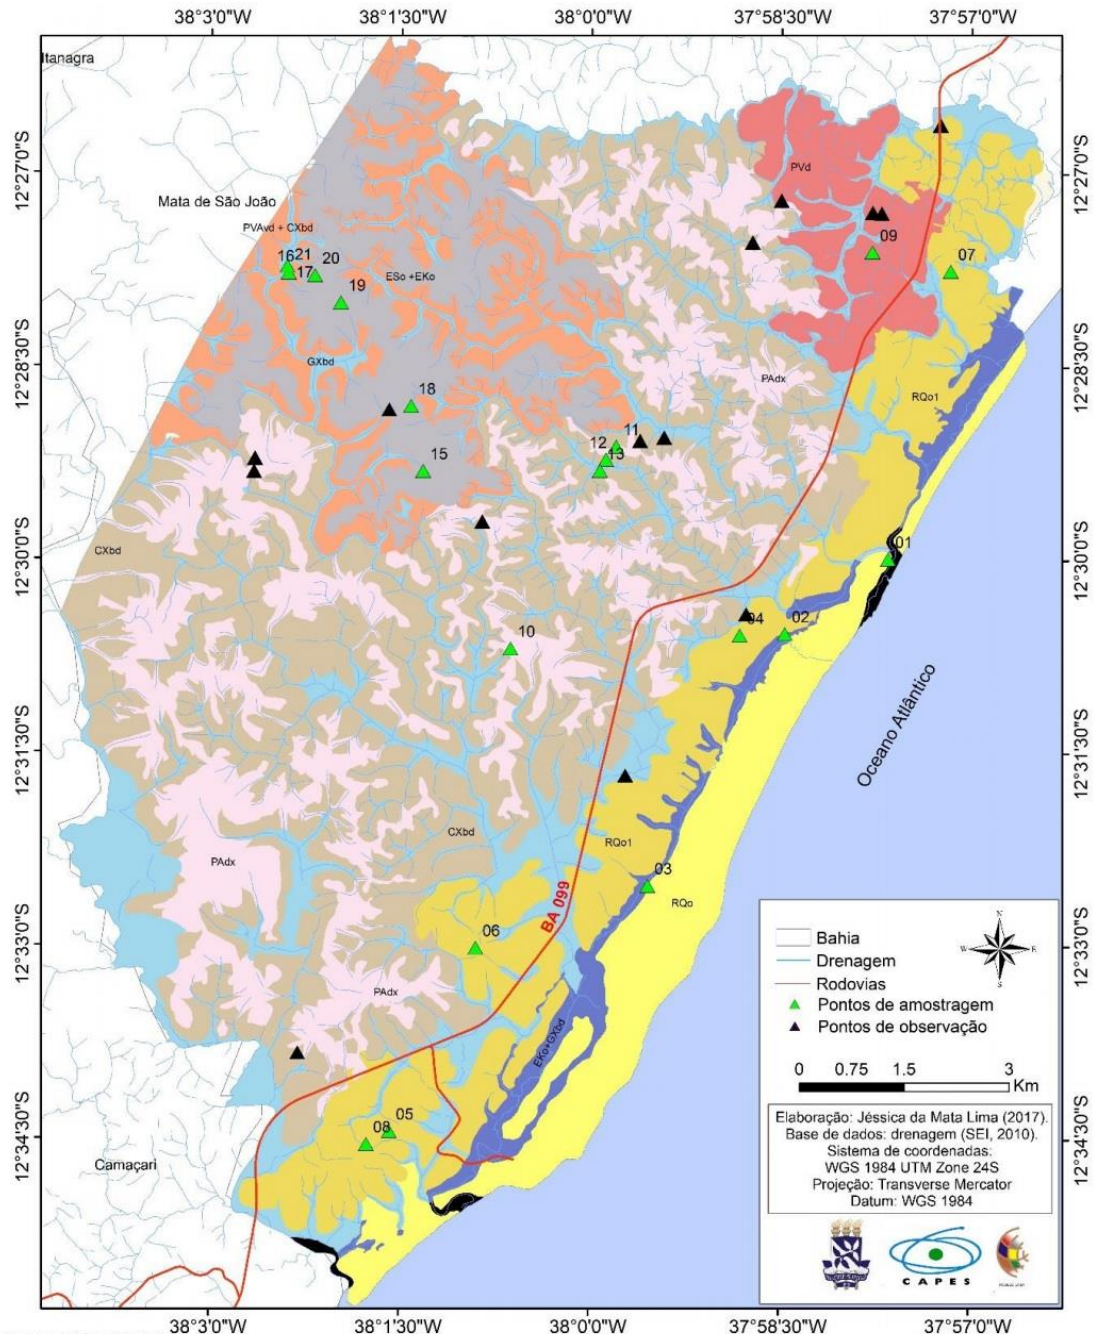 38°3'0"W 38°1'30"W 38°0'0"W 37°58'30"W 37°57'0"W
Itanagra
12°27'0"S
12°27'0"S
PVd
Mata de São João
PVAvd + CXbd
09
07
16 21
17
20
ESo +EKo
19
12°28'30"S
12°28'30"S
GXbd
PAdx
RQo1
18
11
12
13
15
12°30'0"S
12°30'0"S
CXbd
01
04
02
10
Oceano Atlântico
12°31'30"S
12°31'30"S
CXbd
RQo1
PAdx
03
RQo
BA 099
06
12°33'0"S
12°33'0"S
PAdx
EKo+GXbd
05
08
12°34'30"S
12°34'30"S
Camaçari
N
W
E
S
Bahia
Drenagem
Rodovias
Pontos de amostragem
Pontos de observação
0 0.75 1.5 3
Km
Elaboração: Jéssica da Mata Lima (2017).
Base de dados: drenagem (SEI, 2010).
Sistema de coordenadas:
WGS 1984 UTM Zone 24S
Projeção: Transverse Mercator
Datum: WGS 1984
CAPES
38°3'0"W 38°1'30"W 38°0'0"W 37°58'30"W 37°57'0"W